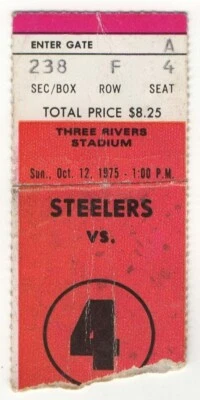 ENTER GATE A
238 F 4
SEC/BOX ROW SEAT
TOTAL PRICE $8.25
THREE RIVERS
STADIUM
Sun., Oct. 12, 1975 - 1:00 P.M.
STEELERS
VS.
4